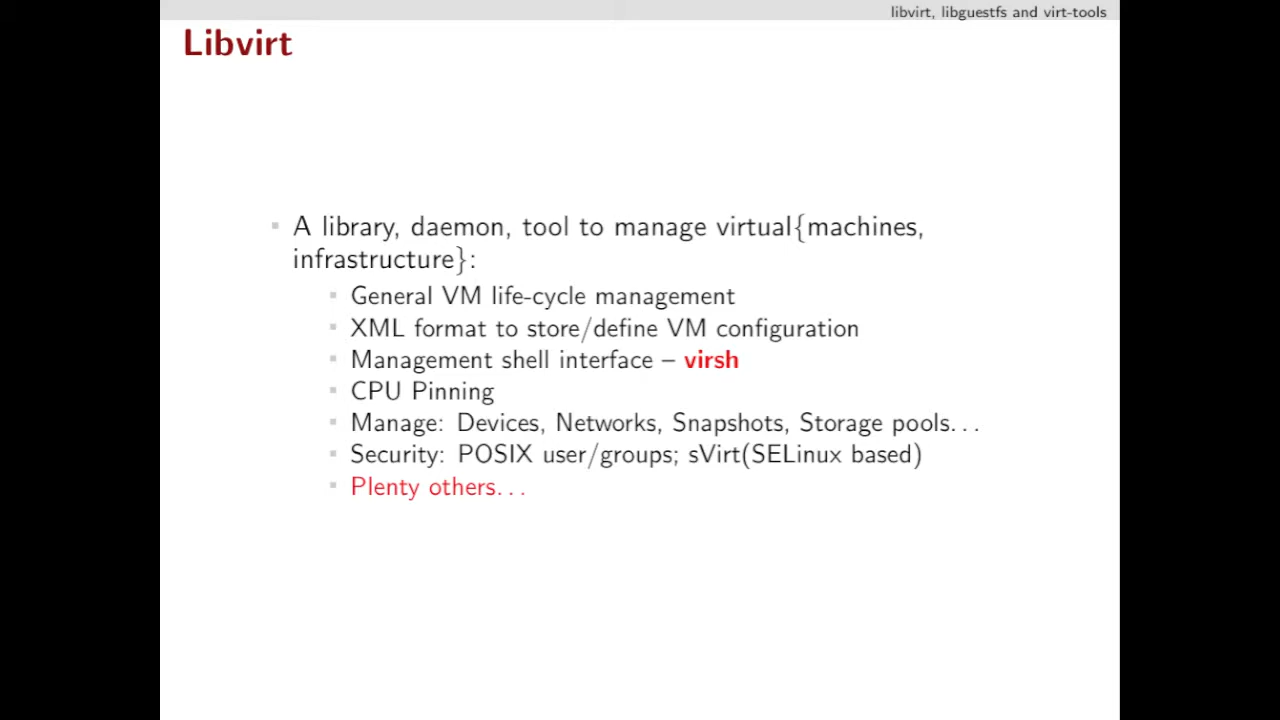 libvirt, libguestfs and virt-tools
Libvirt
A library, daemon, tool to manage virtual{machines,
infrastructure}:
General VM life-cycle management
XML format to store/define VM configuration
Management shell interface – virsh
CPU Pinning
Manage: Devices, Networks, Snapshots, Storage pools...
Security: POSIX user/groups; sVirt(SELinux based)
Plenty others...